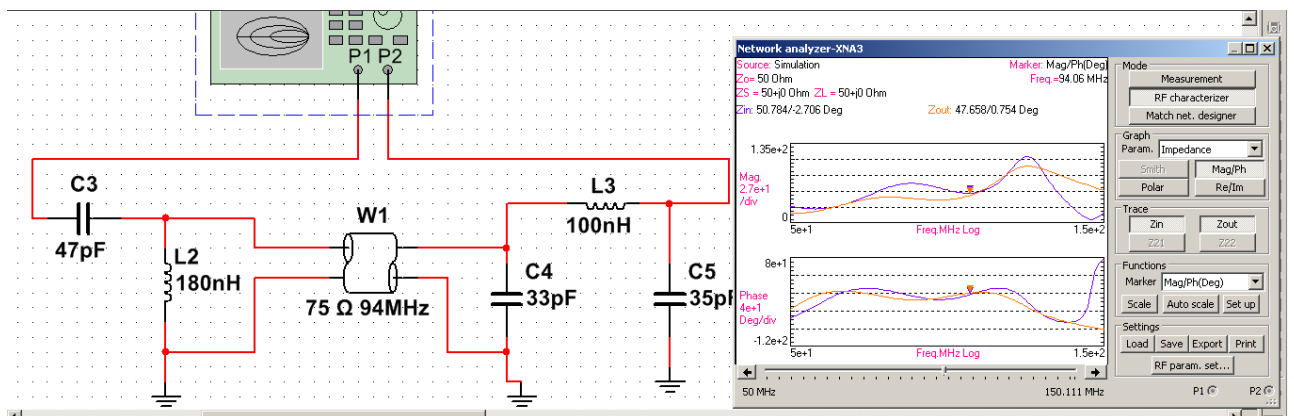 P1 P2
C3
47pF
L2
180nH
W1
75 Ω 94MHz
L3
100nH
C4
33pF
C5
35pF
Network analyzer-XNA3
Source: Simulation
Marker: Mag/Ph(Deg)
Zo= 50 Ohm
Freq.=94.06 MHz
ZS = 50+j0 Ohm ZL = 50+j0 Ohm
Zin: 50.784/-2.706 Deg
Zout: 47.658/0.754 Deg
1.35e+2
Mag.
2.7e+1
/div
0
5e+1
Freq.MHz Log
1.5e+2
8e+1
Phase
4e+1
Deg/div
-1.2e+2
5e+1
Freq.MHz Log
1.5e+2
50 MHz
150.111 MHz
Mode
Measurement
RF characterizer
Match net. designer
Graph
Param. Impedance
Smith Mag/Ph
Polar Re/Im
Trace
Zin Zout
Z21 Z22
Functions
Marker Mag/Ph(Deg)
Scale Auto scale Set up
Settings
Load Save Export Print
RF param. set...
P1 P2